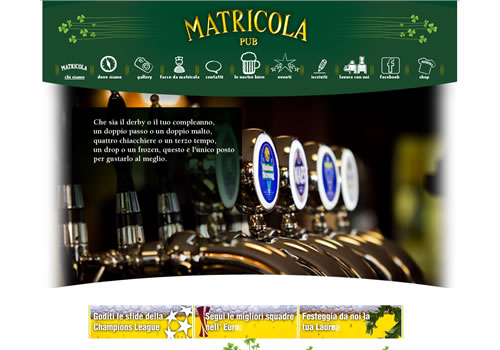 MATRICOLA
PUB
MATRICOLA
chi siamo
dove siamo
gallery
facce da matricola
contatti
le nostre birre
eventi
iscriviti
lavora con noi
facebook
shop
Che sia il derby o il tuo compleanno,
un doppio passo o un doppio malto,
quattro chiacchiere o un terzo tempo,
un drop o un frozen, questo è l'unico posto
per gustarlo al meglio.
Goditi le sfide della
Champions League
Segui le migliori squadre
nell' Euro
Festeggia da noi la
tua Laurea